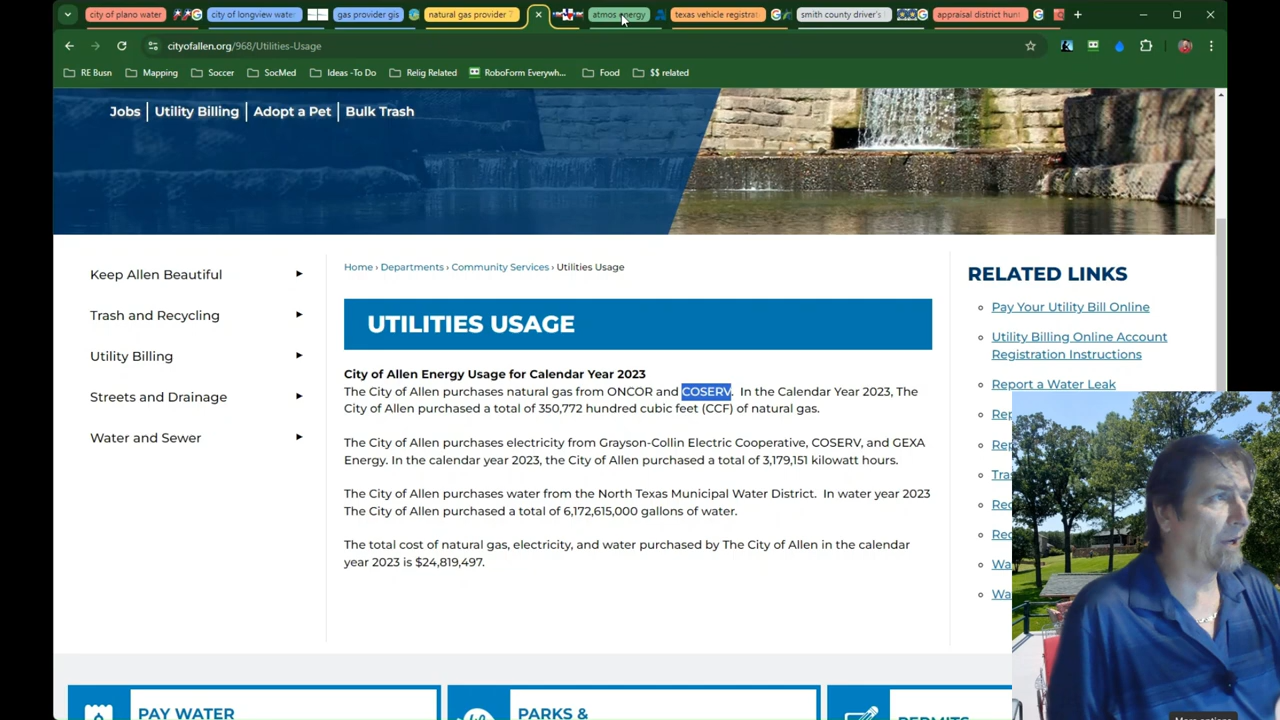 city of plano water
city of longview water
gas provider gis
natural gas provider 7
atmos energy
texas vehicle registrat
smith county driver's l
appraisal district hunt
cityofallen.org/968/Utilities-Usage
RE Busn
Mapping
Soccer
SocMed
Ideas -To Do
Relig Related
RoboForm Everywh...
Food
$$ related
Jobs
Utility Billing
Adopt a Pet
Bulk Trash
Keep Allen Beautiful
Trash and Recycling
Utility Billing
Streets and Drainage
Water and Sewer
Home › Departments › Community Services › Utilities Usage
UTILITIES USAGE
City of Allen Energy Usage for Calendar Year 2023
The City of Allen purchases natural gas from ONCOR and COSERV. In the Calendar Year 2023, The
City of Allen purchased a total of 350,772 hundred cubic feet (CCF) of natural gas.
The City of Allen purchases electricity from Grayson-Collin Electric Cooperative, COSERV, and GEXA
Energy. In the calendar year 2023, the City of Allen purchased a total of 3,179,151 kilowatt hours.
The City of Allen purchases water from the North Texas Municipal Water District. In water year 2023
The City of Allen purchased a total of 6,172,615,000 gallons of water.
The total cost of natural gas, electricity, and water purchased by The City of Allen in the calendar
year 2023 is $24,819,497.
RELATED LINKS
Pay Your Utility Bill Online
Utility Billing Online Account
Registration Instructions
Report a Water Leak
Rep
Rep
Tra
Rec
Rec
Wa
Wa
PAY WATER
PARKS &